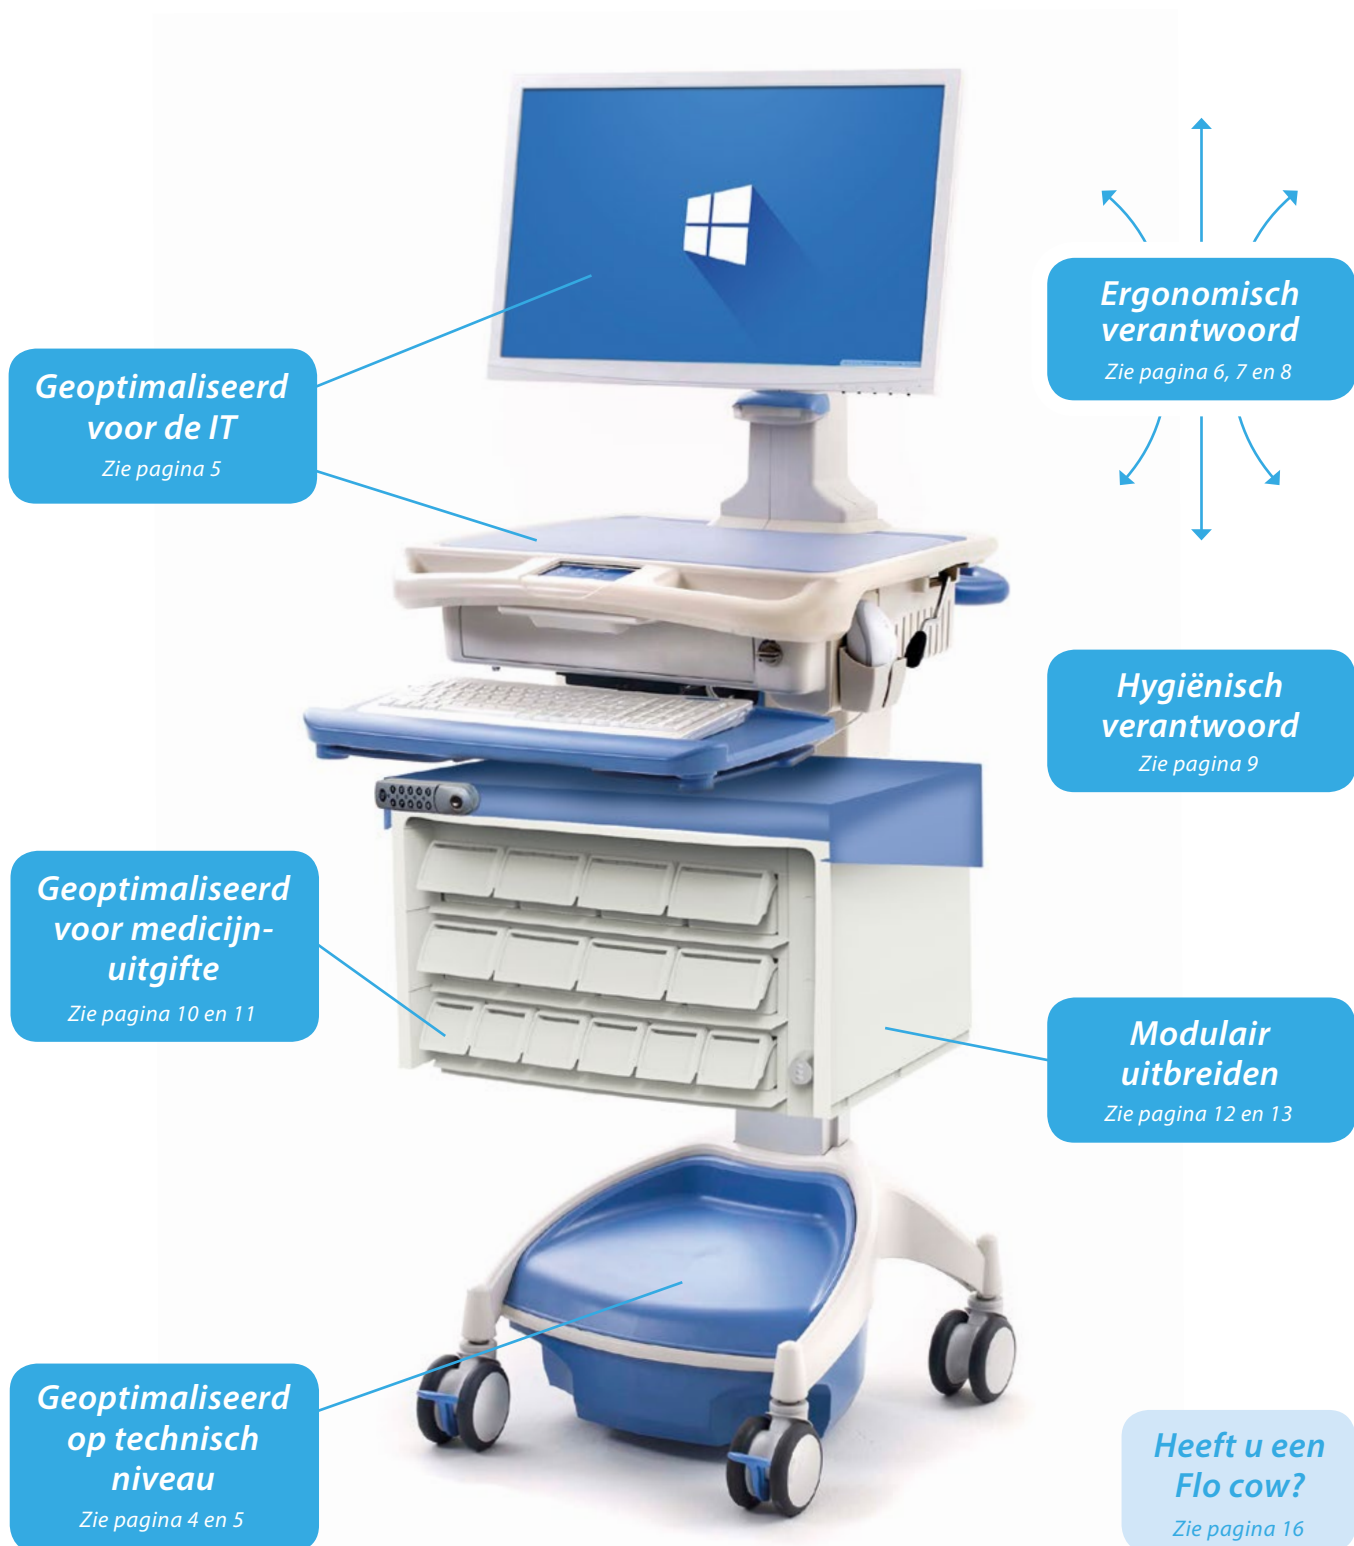 Geoptimaliseerd
voor de IT
Zie pagina 5
Ergonomisch
verantwoord
Zie pagina 6, 7 en 8
Hygiënisch
verantwoord
Zie pagina 9
Geoptimaliseerd
voor medicijn-
uitgifte
Zie pagina 10 en 11
Modulair
uitbreiden
Zie pagina 12 en 13
Geoptimaliseerd
op technisch
niveau
Zie pagina 4 en 5
Heeft u een
Flo cow?
Zie pagina 16